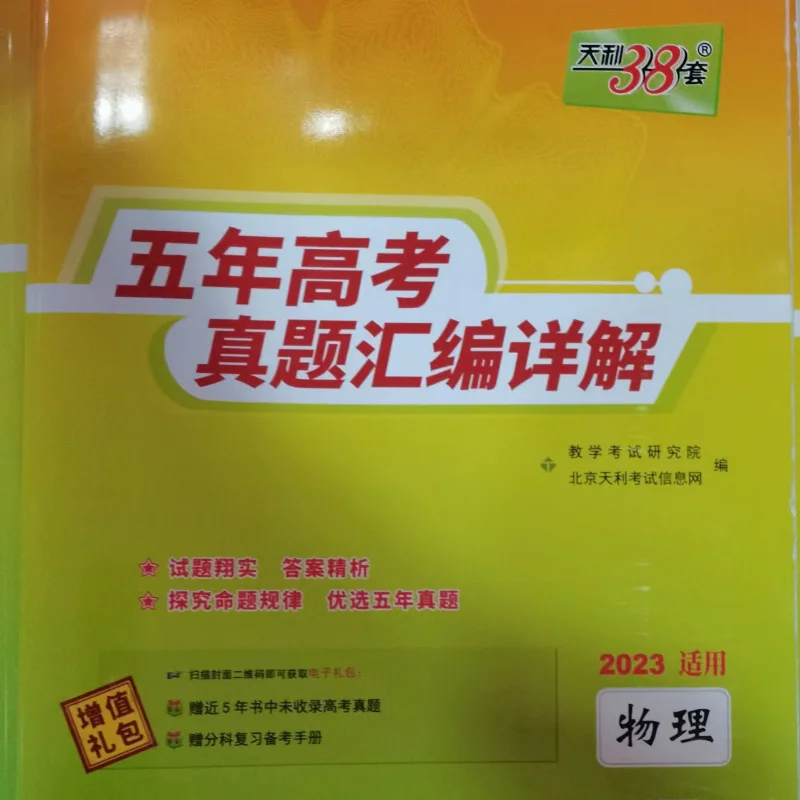 天利38套®
五年高考
真题汇编详解
教学考试研究院
北京天利考试信息网
编
试题翔实 答案精析
探究命题规律 优选五年真题
2023 适用
物理
扫描封面二维码即可获取电子礼包:
增值
礼包
赠近5年书中未收录高考真题
赠分科复习备考手册